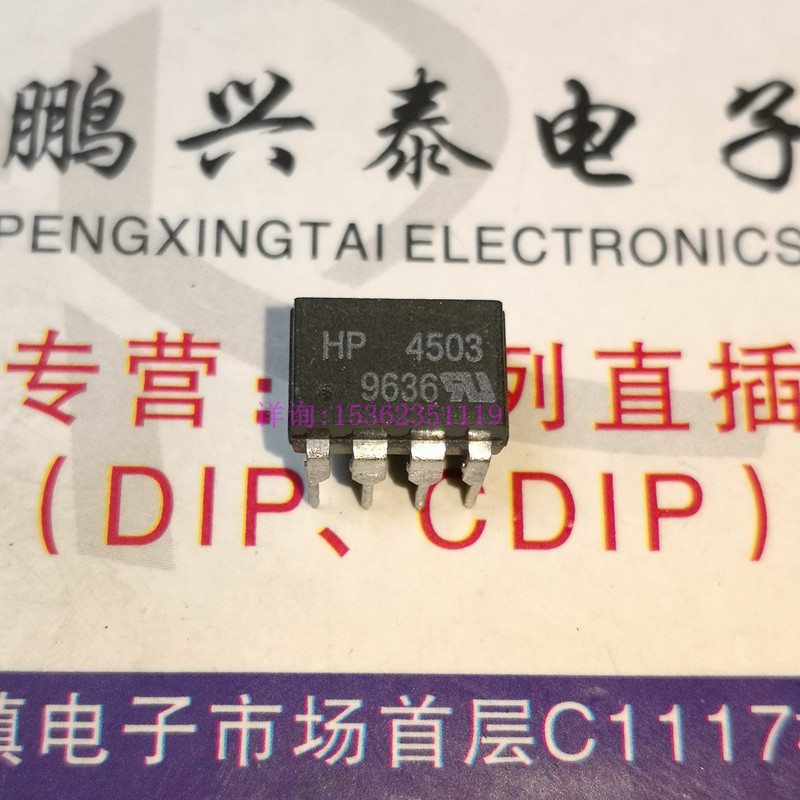 鹏兴泰电子
PENGXINGTAI ELECTRONICS
HP 4503
9636
专营: 列直插
详询:15362351119
(DIP、CDIP)
镇电子市场首层C1117